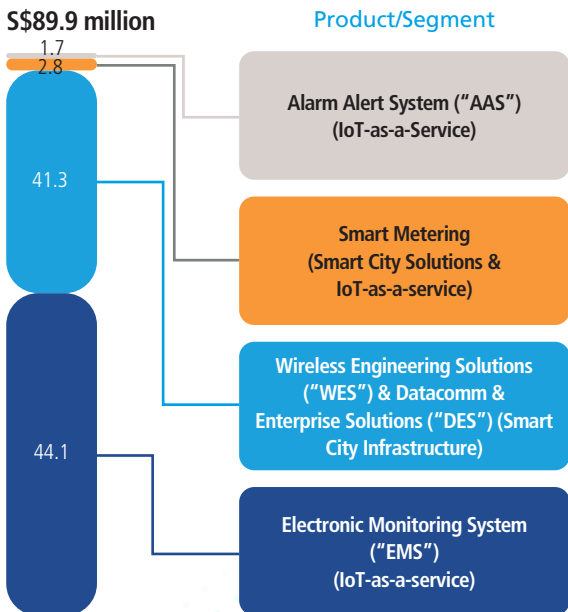 S$89.9 million
Product/Segment
1.7
2.8
41.3
44.1
Alarm Alert System (“AAS”)
(IoT-as-a-Service)
Smart Metering
(Smart City Solutions &
IoT-as-a-service)
Wireless Engineering Solutions
(“WES”) & Datacomm &
Enterprise Solutions (“DES”) (Smart
City Infrastructure)
Electronic Monitoring System
(“EMS”)
(IoT-as-a-service)